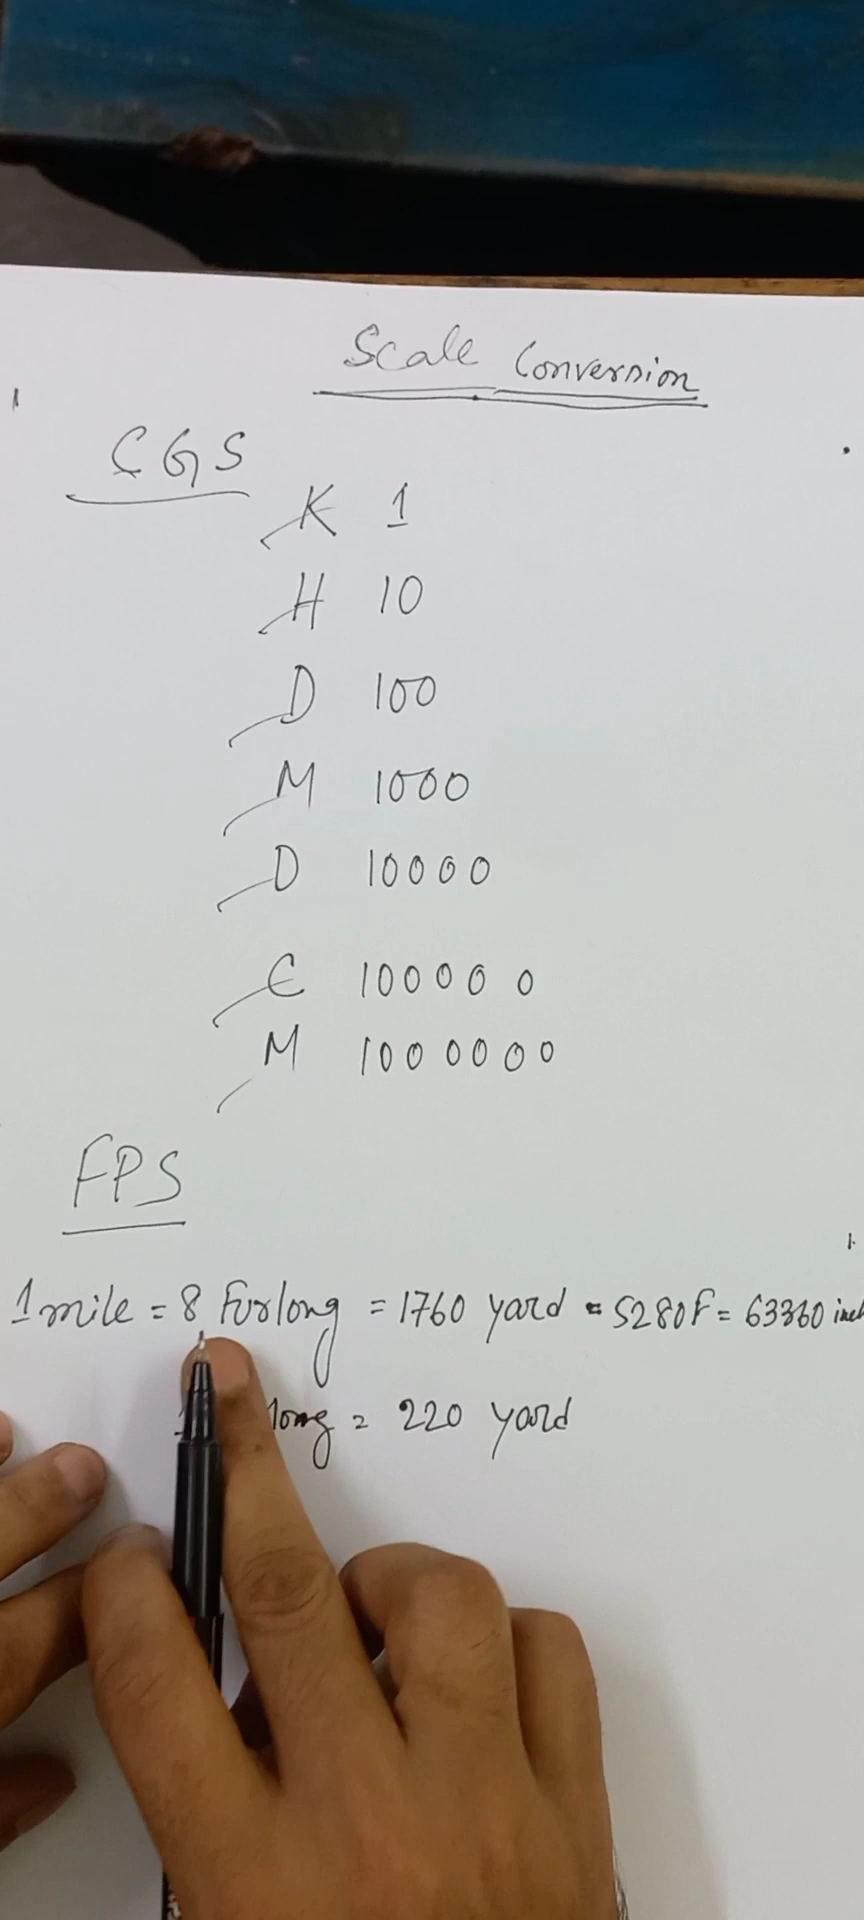 Scale Conversion
CGS
K 1
H 10
D 100
M 1000
D 10000
C 100000
M 1000000
FPS
1 mile = 8 Furlong = 1760 yard = 5280F = 63360 inch
long = 220 yard